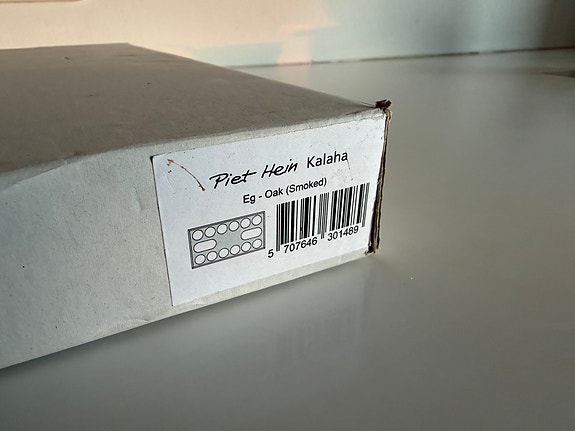 Piet Hein Kalaha
Eg - Oak (Smoked)
5 707646 301489